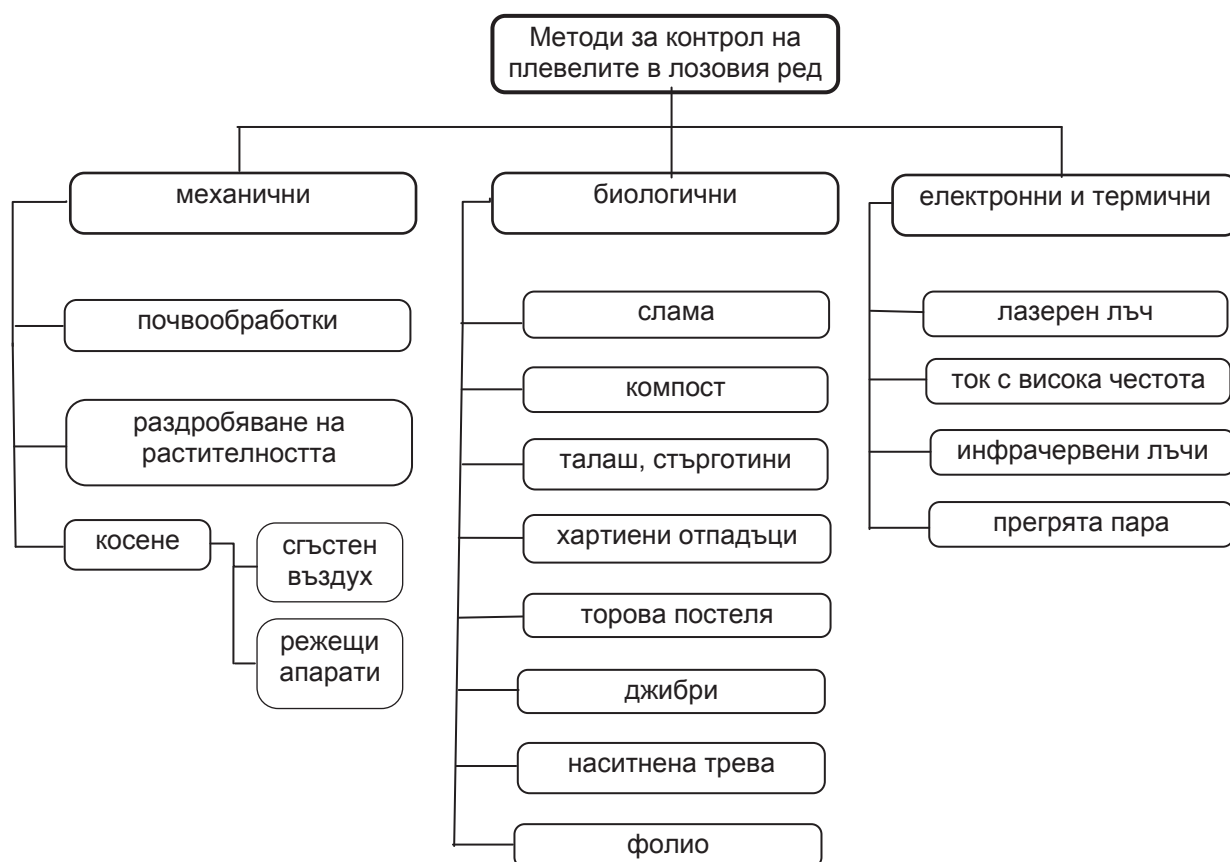 Методи за контрол на
плевелите в лозовия ред
механични
почвообработки
раздробяване на
растителността
косене
сгъстен
въздух
режещи
апарати
биологични
слама
компост
талаш, стърготини
хартиени отпадъци
торова постеля
джибри
наситнена трева
фолио
електронни и термични
лазерен лъч
ток с висока честота
инфрачервени лъчи
прегрята пара